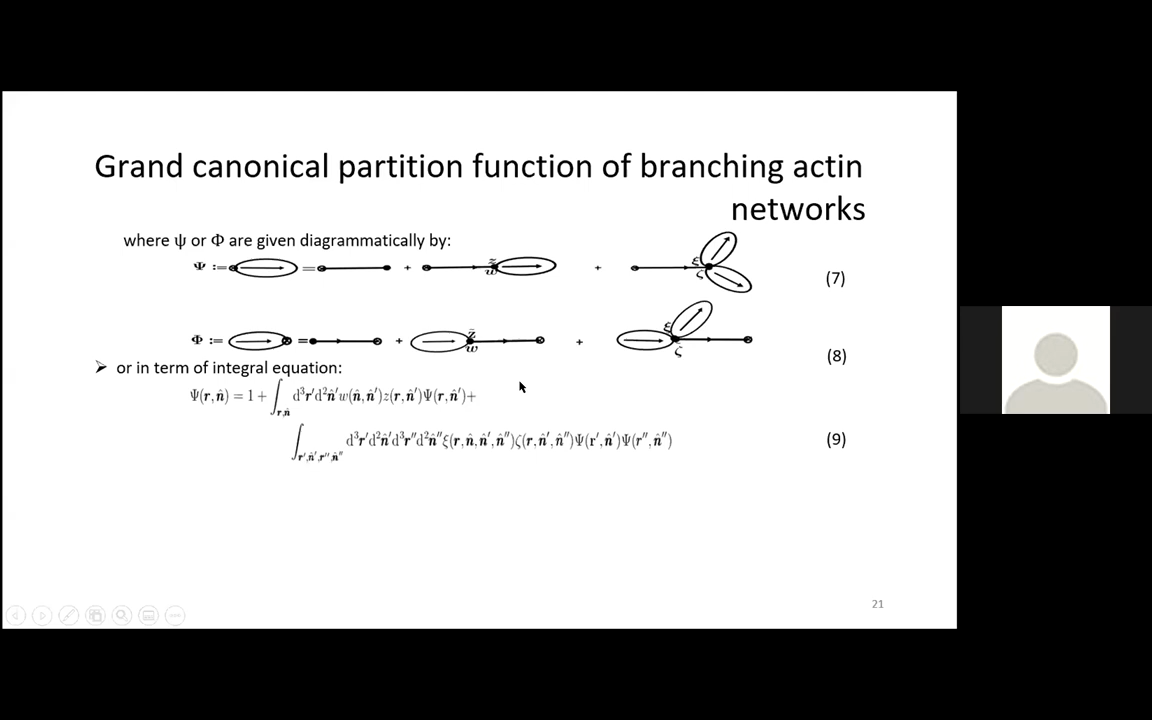 Grand canonical partition function of branching actin
networks
where ψ or Φ are given diagrammatically by:
Ψ := = + z w + ξ ζ (7)
Φ := = + z̄ w + ξ ζ (8)
➢ or in term of integral equation:
Ψ(r, n̂) = 1 + ∫_{r,n̂} d³r′d²n̂′w(n̂, n̂′)z(r, n̂′)Ψ(r, n̂′)+
∫_{r′,n̂′,r″,n̂″} d³r′d²n̂′d³r″d²n̂″ξ(r, n̂, n̂′, n̂″)ζ(r, n̂′, n̂″)Ψ(r′, n̂′)Ψ(r″, n̂″) (9)
21